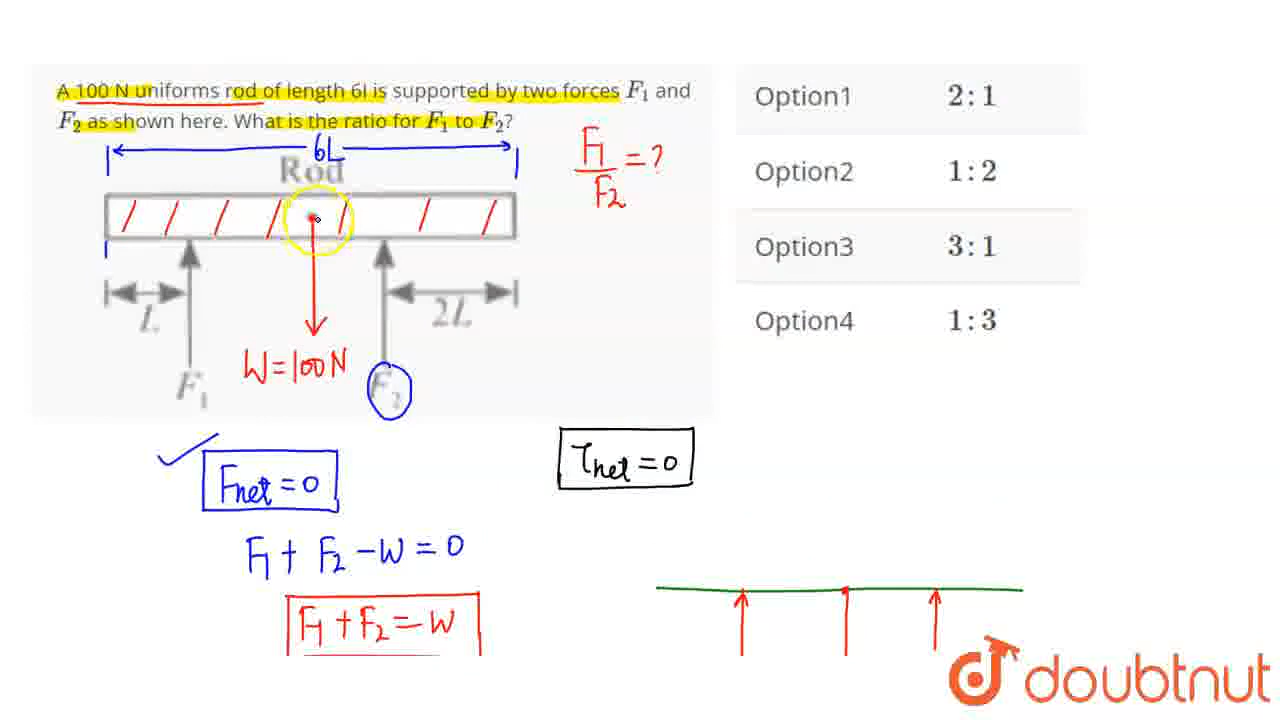 A 100 N uniforms rod of length 6l is supported by two forces F₁ and
F₂ as shown here. What is the ratio for F₁ to F₂?
6L
Rod
F₁/F₂ = ?
L
2L
W=100N
F₁
F₂
Option1 2:1
Option2 1:2
Option3 3:1
Option4 1:3
Fnet = 0
τnet = 0
F₁ + F₂ - W = 0
F₁ + F₂ = W
doubtnut